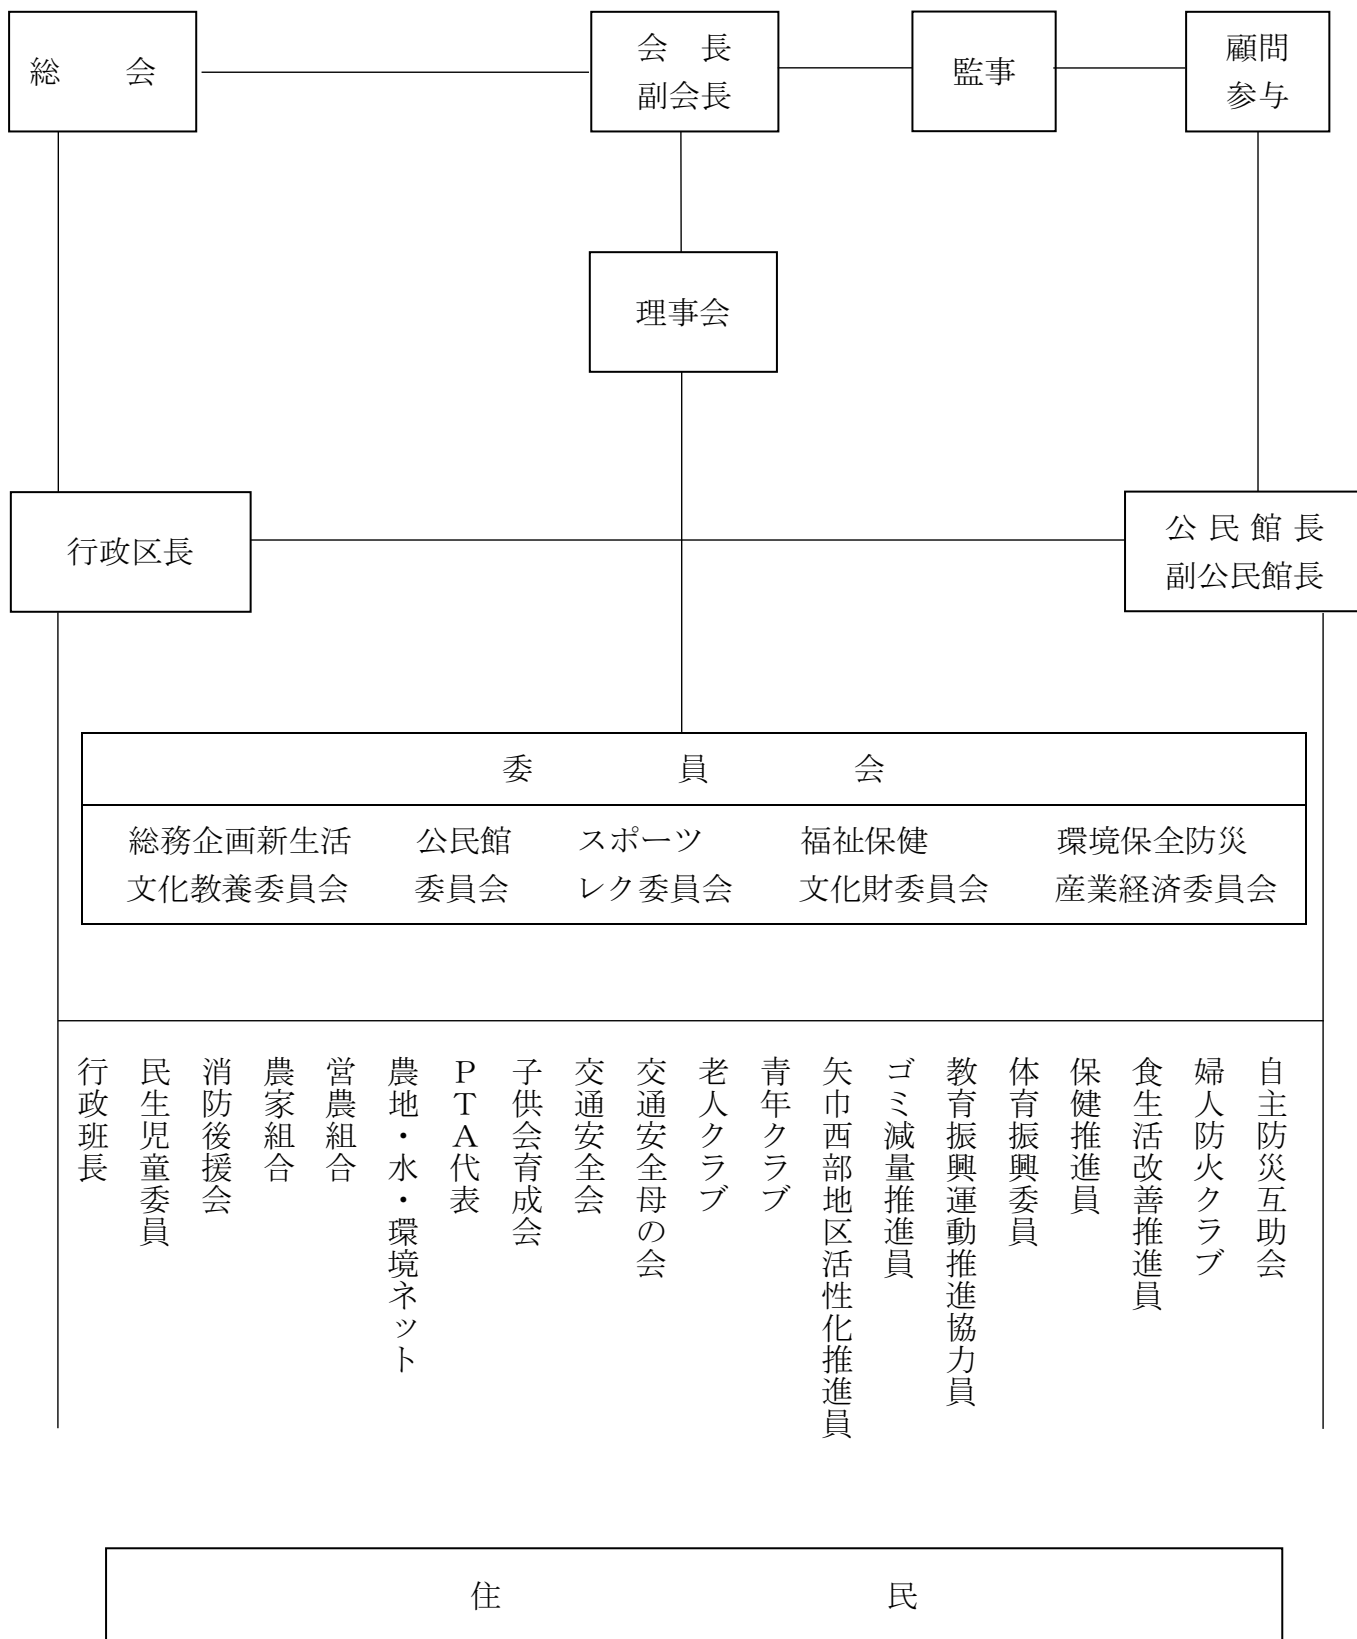 総　　会
会　長
副会長
監事
顧問
参与
理事会
行政区長
公 民 館 長
副公民館長
委　　員　　会
総務企画新生活
文化教養委員会
公民館
委員会
スポーツ
レク委員会
福祉保健
文化財委員会
環境保全防災
産業経済委員会
行政班長
民生児童委員
消防後援会
農家組合
営農組合
農地・水・環境ネット
ＰＴＡ代表
子供会育成会
交通安全会
交通安全母の会
老人クラブ
青年クラブ
矢巾西部地区活性化推進員
ゴミ減量推進員
教育振興運動推進協力員
体育振興委員
保健推進員
食生活改善推進員
婦人防火クラブ
自主防災互助会
住　　民